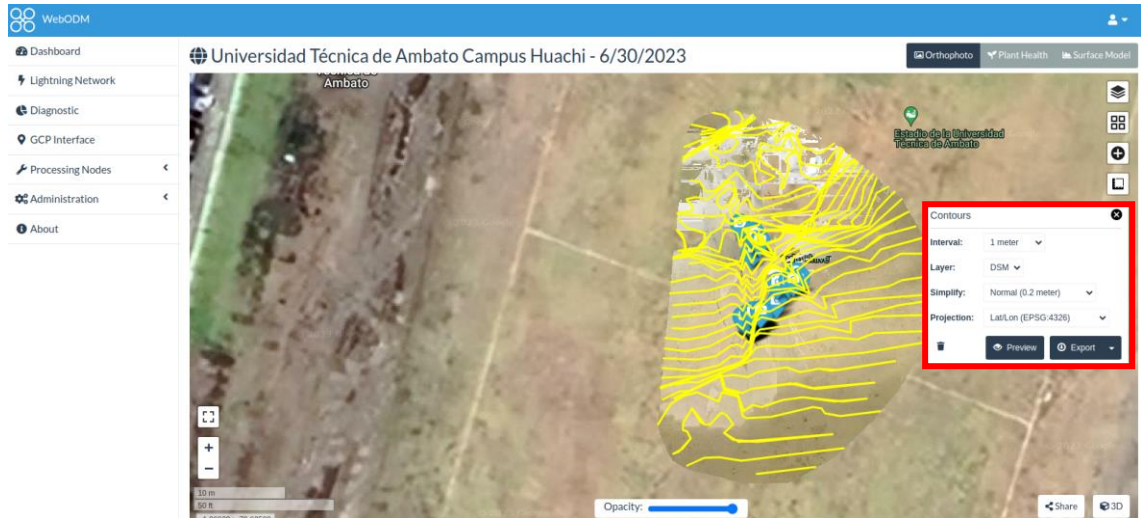 WebODM
Dashboard
Lightning Network
Diagnostic
GCP Interface
Processing Nodes
Administration
About
Universidad Técnica de Ambato Campus Huachi - 6/30/2023
Orthophoto
Plant Health
Surface Model
Técnica de
Ambato
Estadio de la Universidad
Técnica de Ambato
Contours
Interval: 1 meter
Layer: DSM
Simplify: Normal (0.2 meter)
Projection: Lat/Lon (EPSG:4326)
Preview
Export
+
−
10 m
50 ft
Opacity:
Share
3D